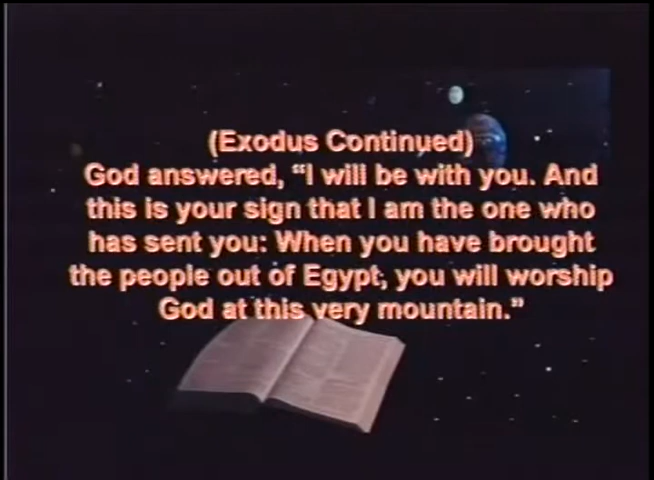 (Exodus Continued)
God answered, “I will be with you. And
this is your sign that I am the one who
has sent you: When you have brought
the people out of Egypt, you will worship
God at this very mountain.”